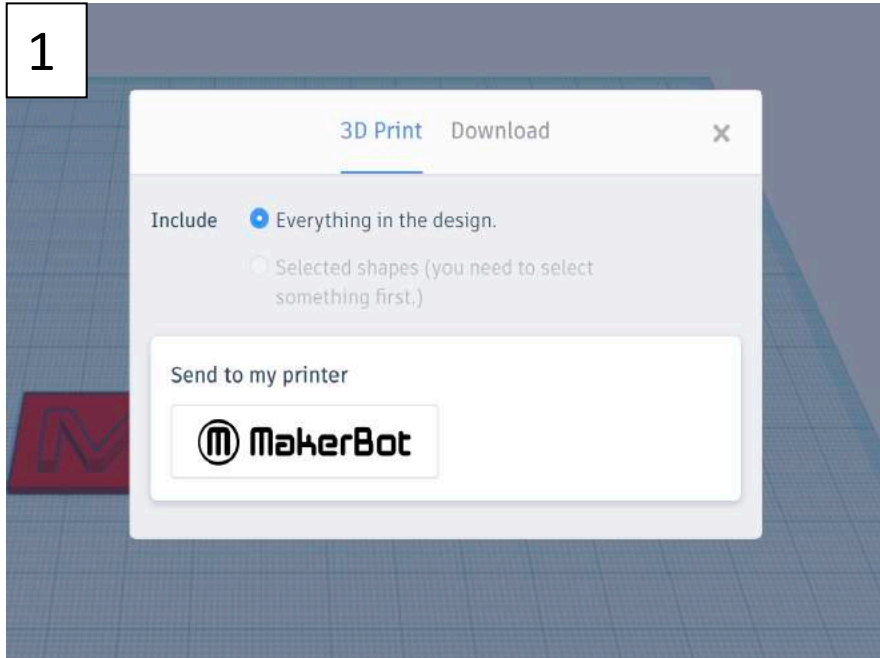 1
3D Print Download ×
Include Everything in the design.
Selected shapes (you need to select
something first.)
Send to my printer
M MakerBot
M